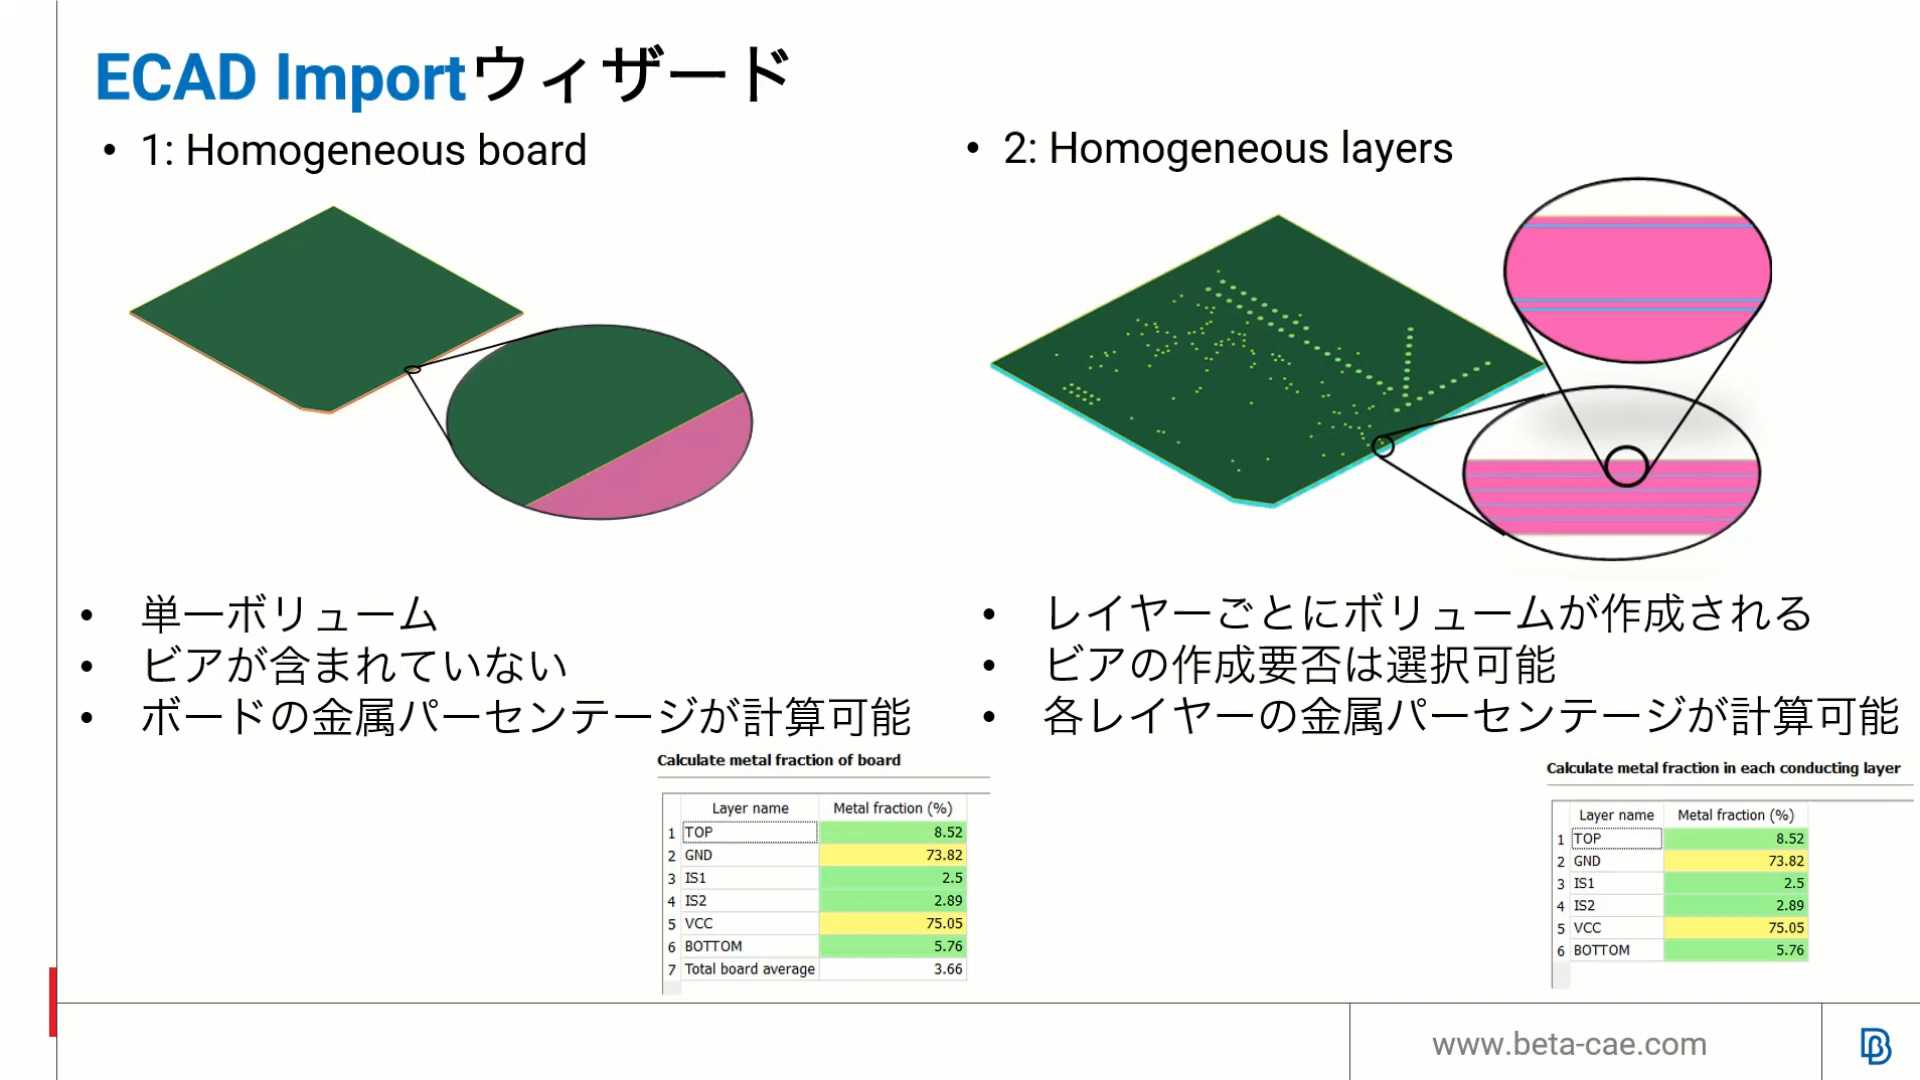 ECAD Importウィザード
• 1: Homogeneous board
• 単一ボリューム
• ビアが含まれていない
• ボードの金属パーセンテージが計算可能
Calculate metal fraction of board
Layer name Metal fraction (%)
1 TOP 8.52
2 GND 73.82
3 IS1 2.5
4 IS2 2.89
5 VCC 75.05
6 BOTTOM 5.76
7 Total board average 3.66
• 2: Homogeneous layers
• レイヤーごとにボリュームが作成される
• ビアの作成要否は選択可能
• 各レイヤーの金属パーセンテージが計算可能
Calculate metal fraction in each conducting layer
Layer name Metal fraction (%)
1 TOP 8.52
2 GND 73.82
3 IS1 2.5
4 IS2 2.89
5 VCC 75.05
6 BOTTOM 5.76
www.beta-cae.com